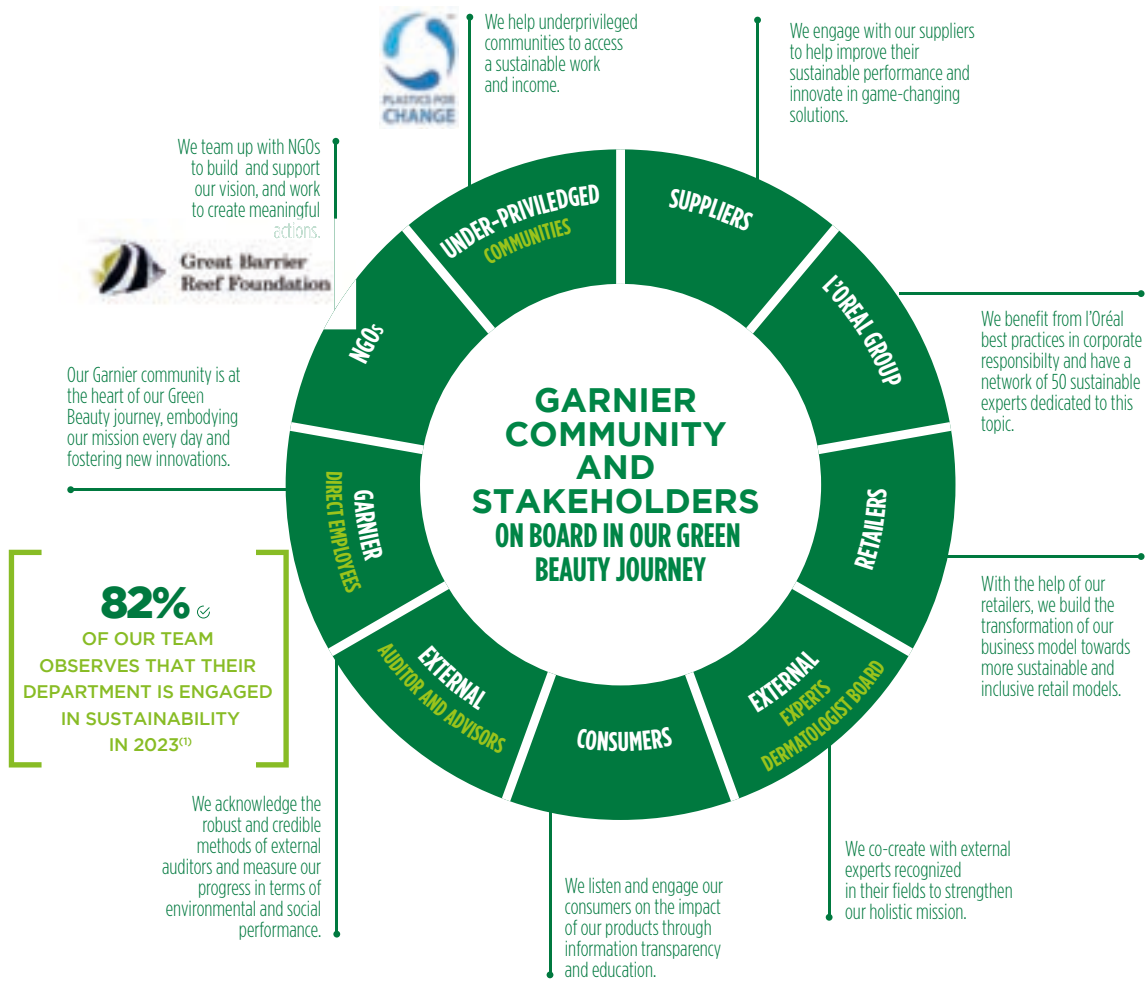 We help underprivileged
communities to access
a sustainable work
and income.
PLASTICS FOR
CHANGE
We engage with our suppliers
to help improve their
sustainable performance and
innovate in game-changing
solutions.
We team up with NGOs
to build and support
our vision, and work
to create meaningful
actions.
Great Barrier
Reef Foundation
UNDER-PRIVILEDGED
COMMUNITIES
SUPPLIERS
L'OREAL GROUP
We benefit from l'Oréal
best practices in corporate
responsibilty and have a
network of 50 sustainable
experts dedicated to this
topic.
NGOs
Our Garnier community is at
the heart of our Green
Beauty journey, embodying
our mission every day and
fostering new innovations.
GARNIER
COMMUNITY
AND
STAKEHOLDERS
ON BOARD IN OUR GREEN
BEAUTY JOURNEY
GARNIER
DIRECT EMPLOYEES
RETAILERS
With the help of our
retailers, we build the
transformation of our
business model towards
more sustainable and
inclusive retail models.
82%
OF OUR TEAM
OBSERVES THAT THEIR
DEPARTMENT IS ENGAGED
IN SUSTAINABILITY
IN 2023(1)
EXTERNAL
AUDITOR AND ADVISORS
CONSUMERS
EXTERNAL
EXPERTS
DERMATOLOGIST BOARD
We acknowledge the
robust and credible
methods of external
auditors and measure our
progress in terms of
environmental and social
performance.
We listen and engage our
consumers on the impact
of our products through
information transparency
and education.
We co-create with external
experts recognized
in their fields to strengthen
our holistic mission.